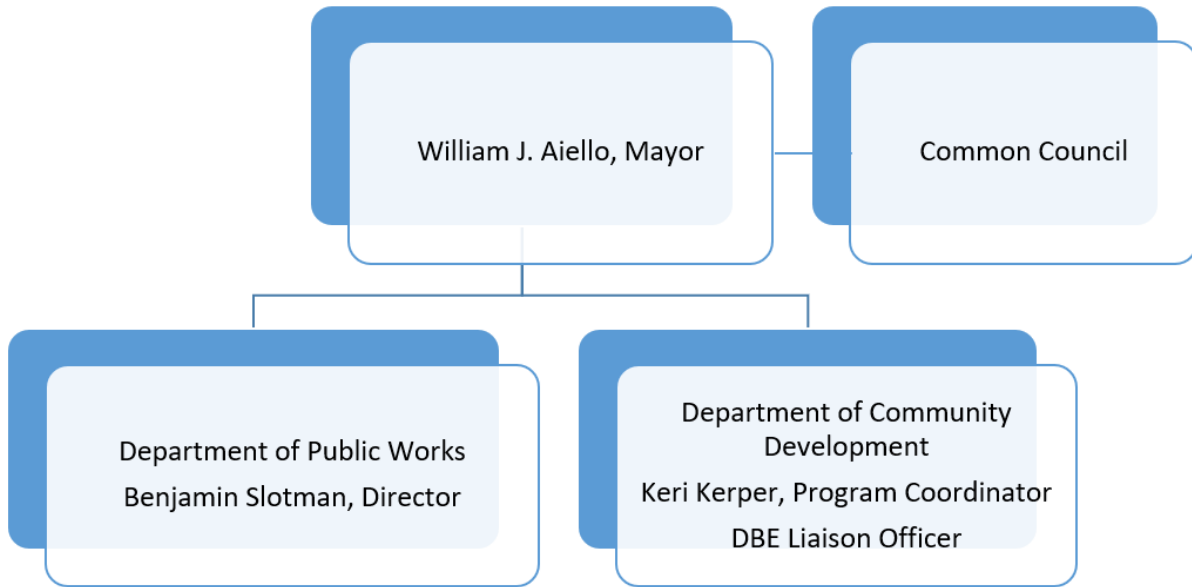 William J. Aiello, Mayor
Common Council
Department of Public Works
Benjamin Slotman, Director
Department of Community
Development
Keri Kerper, Program Coordinator
DBE Liaison Officer